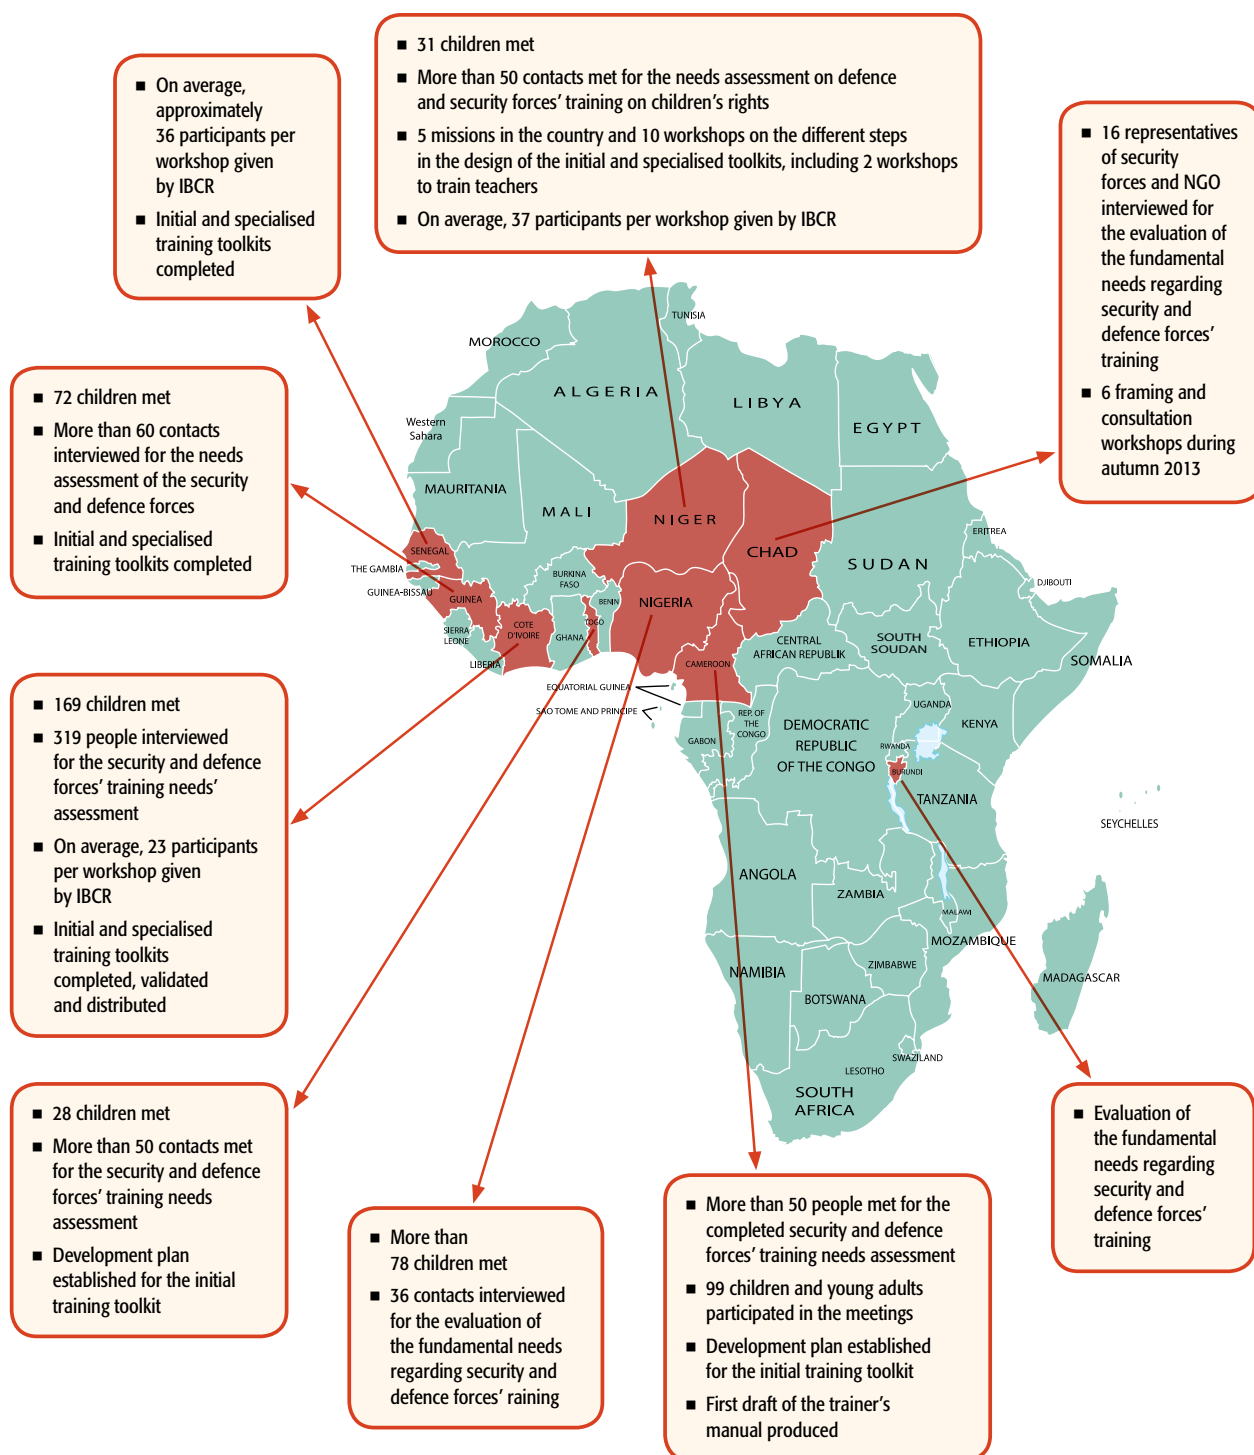 ■ 31 children met
■ More than 50 contacts met for the needs assessment on defence
and security forces’ training on children’s rights
■ 5 missions in the country and 10 workshops on the different steps
in the design of the initial and specialised toolkits, including 2 workshops
to train teachers
■ On average, 37 participants per workshop given by IBCR
■ On average,
approximately
36 participants per
workshop given
by IBCR
■ Initial and specialised
training toolkits
completed
■ 16 representatives
of security
forces and NGO
interviewed for
the evaluation of
the fundamental
needs regarding
security and
defence forces’
training
■ 6 framing and
consultation
workshops during
autumn 2013
■ 72 children met
■ More than 60 contacts
interviewed for the needs
assessment of the security
and defence forces
■ Initial and specialised
training toolkits completed
■ 169 children met
■ 319 people interviewed
for the security and defence
forces’ training needs’
assessment
■ On average, 23 participants
per workshop given
by IBCR
■ Initial and specialised
training toolkits
completed, validated
and distributed
■ 28 children met
■ More than 50 contacts met
for the security and defence
forces’ training needs
assessment
■ Development plan
established for the initial
training toolkit
■ More than
78 children met
■ 36 contacts interviewed
for the evaluation of
the fundamental needs
regarding security and
defence forces’ raining
■ More than 50 people met for the
completed security and defence
forces’ training needs assessment
■ 99 children and young adults
participated in the meetings
■ Development plan established
for the initial training toolkit
■ First draft of the trainer’s
manual produced
■ Evaluation of
the fundamental
needs regarding
security and
defence forces’
training
TUNISIA
MOROCCO
ALGERIA
LIBYA
EGYPT
Western
Sahara
MAURITANIA
MALI
NIGER
CHAD
SUDAN
ERITREA
DJIBOUTI
SENEGAL
THE GAMBIA
GUINEA-BISSAU
GUINEA
SIERRA
LEONE
LIBERIA
COTE
D’IVOIRE
BURKINA
FASO
GHANA
TOGO
BENIN
NIGERIA
CAMEROON
CENTRAL
AFRICAN REPUBLIK
SOUTH
SOUDAN
ETHIOPIA
SOMALIA
EQUATORIAL GUINEA
SAO TOME AND PRINCIPE
GABON
REP. OF
THE
CONGO
DEMOCRATIC
REPUBLIC
OF THE CONGO
UGANDA
KENYA
RWANDA
BURUNDI
TANZANIA
SEYCHELLES
ANGOLA
ZAMBIA
MALAWI
MOZAMBIQUE
MADAGASCAR
NAMIBIA
ZIMBABWE
BOTSWANA
SWAZILAND
LESOTHO
SOUTH
AFRICA